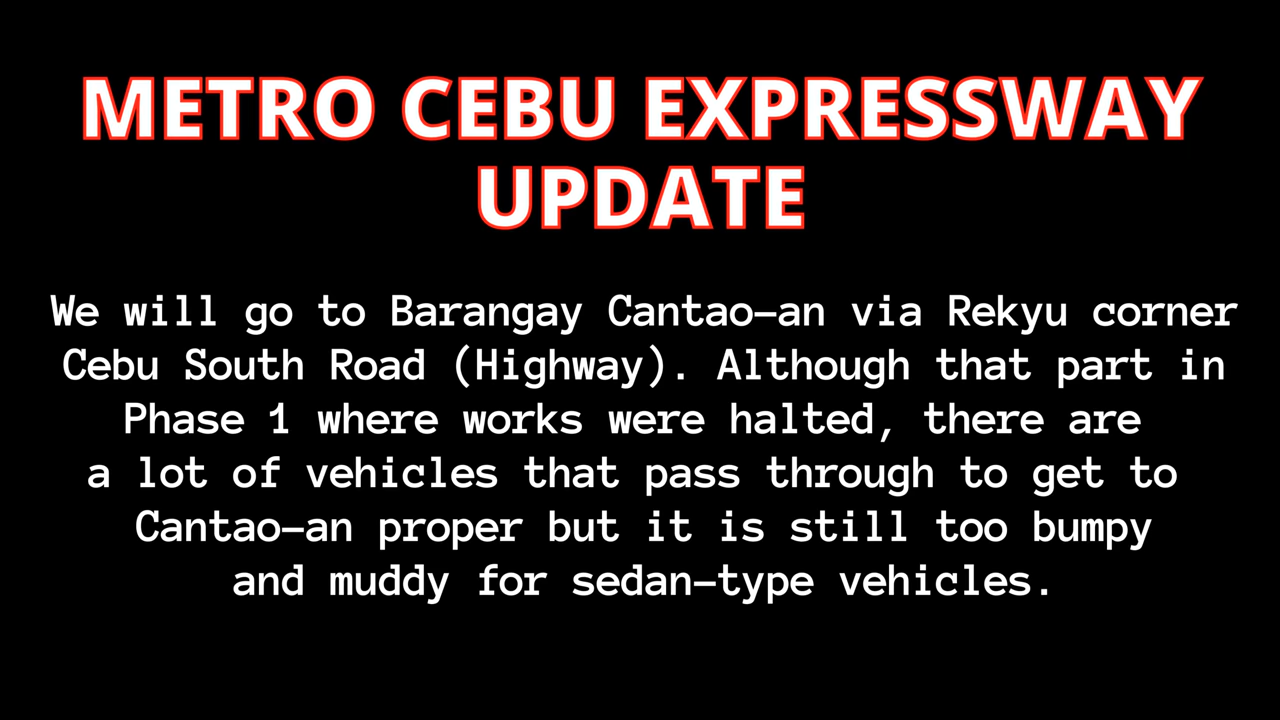 METRO CEBU EXPRESSWAY
UPDATE
We will go to Barangay Cantao-an via Rekyu corner
Cebu South Road (Highway). Although that part in
Phase 1 where works were halted, there are
a lot of vehicles that pass through to get to
Cantao-an proper but it is still too bumpy
and muddy for sedan-type vehicles.